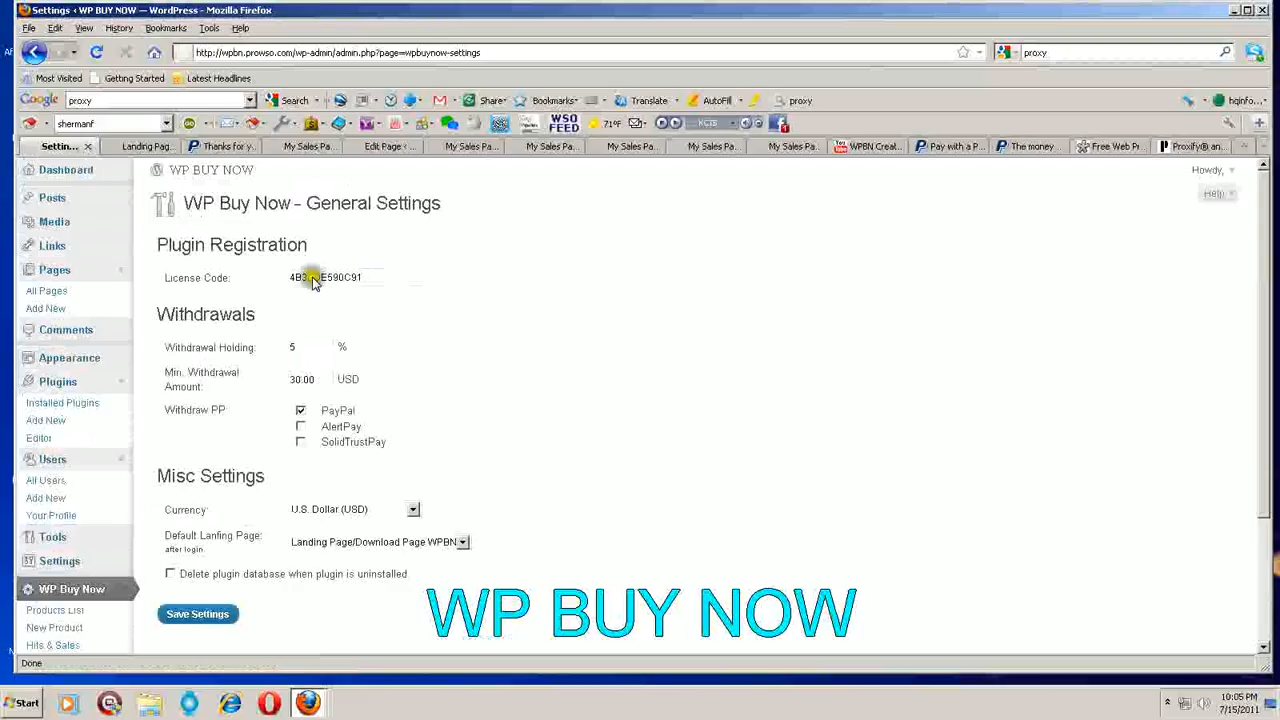 Settings ‹ WP BUY NOW — WordPress - Mozilla Firefox
File Edit View History Bookmarks Tools Help
http://wpbn.prowso.com/wp-admin/admin.php?page=wpbuynow-settings
proxy
Most Visited Getting Started Latest Headlines
Google proxy Search Share Bookmarks Translate AutoFill proxy hqinfo...
shermanf WSO FEED 71°F
Settin... Landing Pag... Thanks for y... My Sales Pa... Edit Page ‹ ... My Sales Pa... My Sales Pa... My Sales Pa... My Sales Pa... My Sales Pa... WPBN Creat... Pay with a P... The money ... Free Web Pr... Proxify® an...
Dashboard
Posts
Media
Links
Pages
All Pages
Add New
Comments
Appearance
Plugins
Installed Plugins
Add New
Editor
Users
All Users
Add New
Your Profile
Tools
Settings
WP Buy Now
Products List
New Product
Hits & Sales
WP BUY NOW
Howdy,
Help
WP Buy Now - General Settings
Plugin Registration
License Code:
Withdrawals
Withdrawal Holding: 5 %
Min. Withdrawal
Amount: 30.00 USD
Withdraw PP PayPal
AlertPay
SolidTrustPay
Misc Settings
Currency: U.S. Dollar (USD)
Default Lanfing Page: Landing Page/Download Page WPBN
after login
Delete plugin database when plugin is uninstalled
Save Settings
WP BUY NOW
Done
Start
10:05 PM
7/15/2011